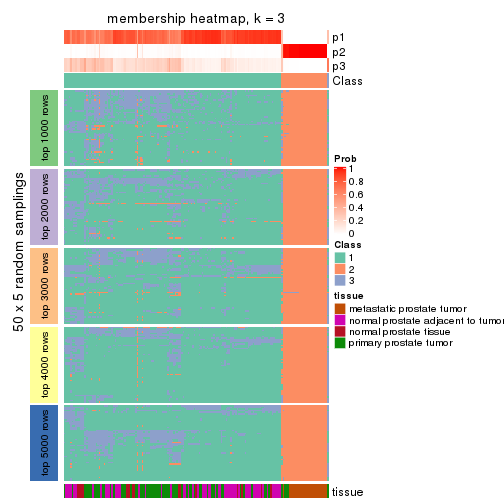 membership heatmap, k = 3
p1
p2
p3
Class
50 x 5 random samplings
top 1000 rows
top 2000 rows
top 3000 rows
top 4000 rows
top 5000 rows
Prob
1
0.8
0.6
0.4
0.2
0
Class
1
2
3
tissue
metastatic prostate tumor
normal prostate adjacent to tumor
normal prostate tissue
primary prostate tumor
tissue